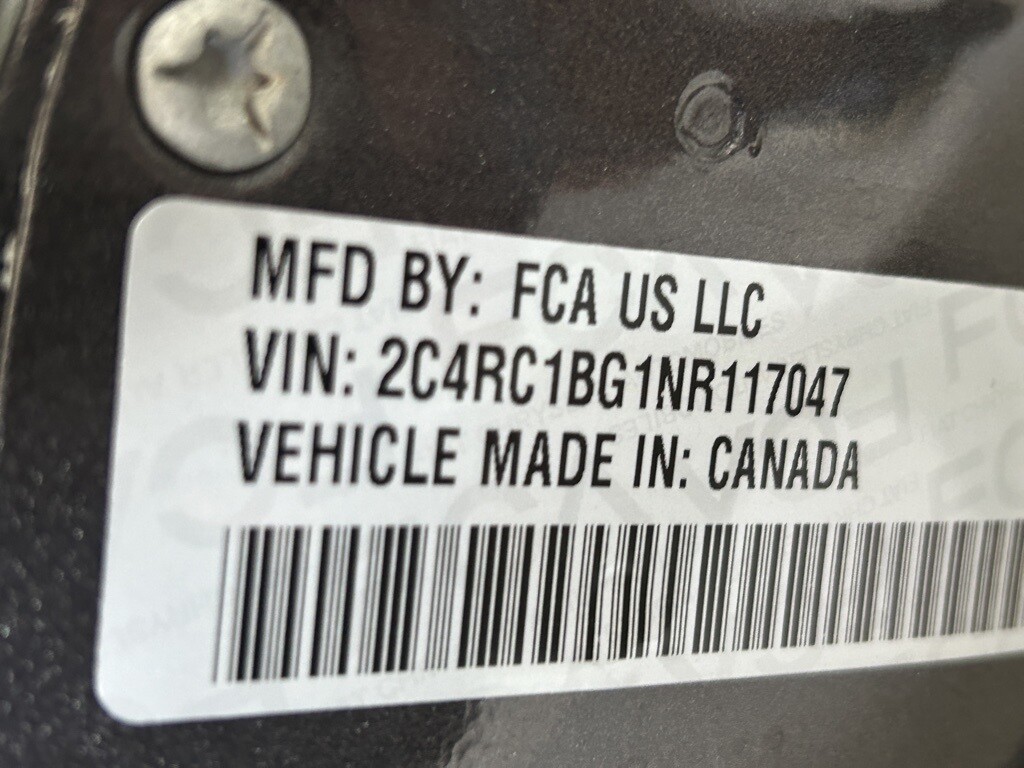 MFD BY: FCA US LLC
VIN: 2C4RC1BG1NR117047
VEHICLE MADE IN: CANADA